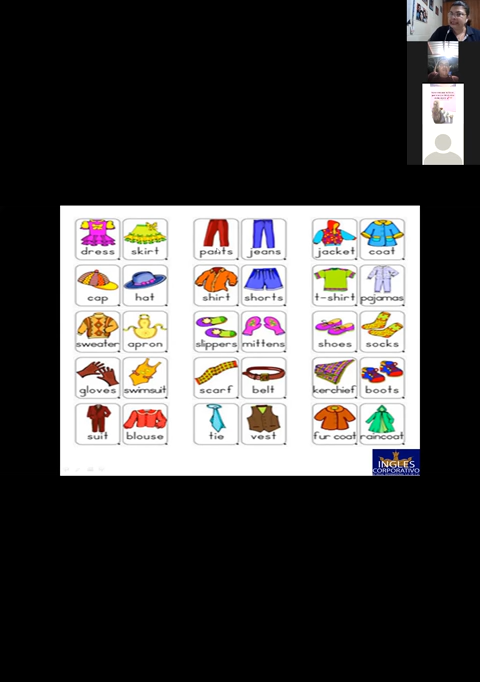 dress skirt pants jeans jacket coat
cap hat shirt shorts t-shirt pajamas
sweater apron slippers mittens shoes socks
gloves swimsuit scarf belt kerchief boots
suit blouse tie vest fur coat raincoat
INGLES
CORPORATIVO